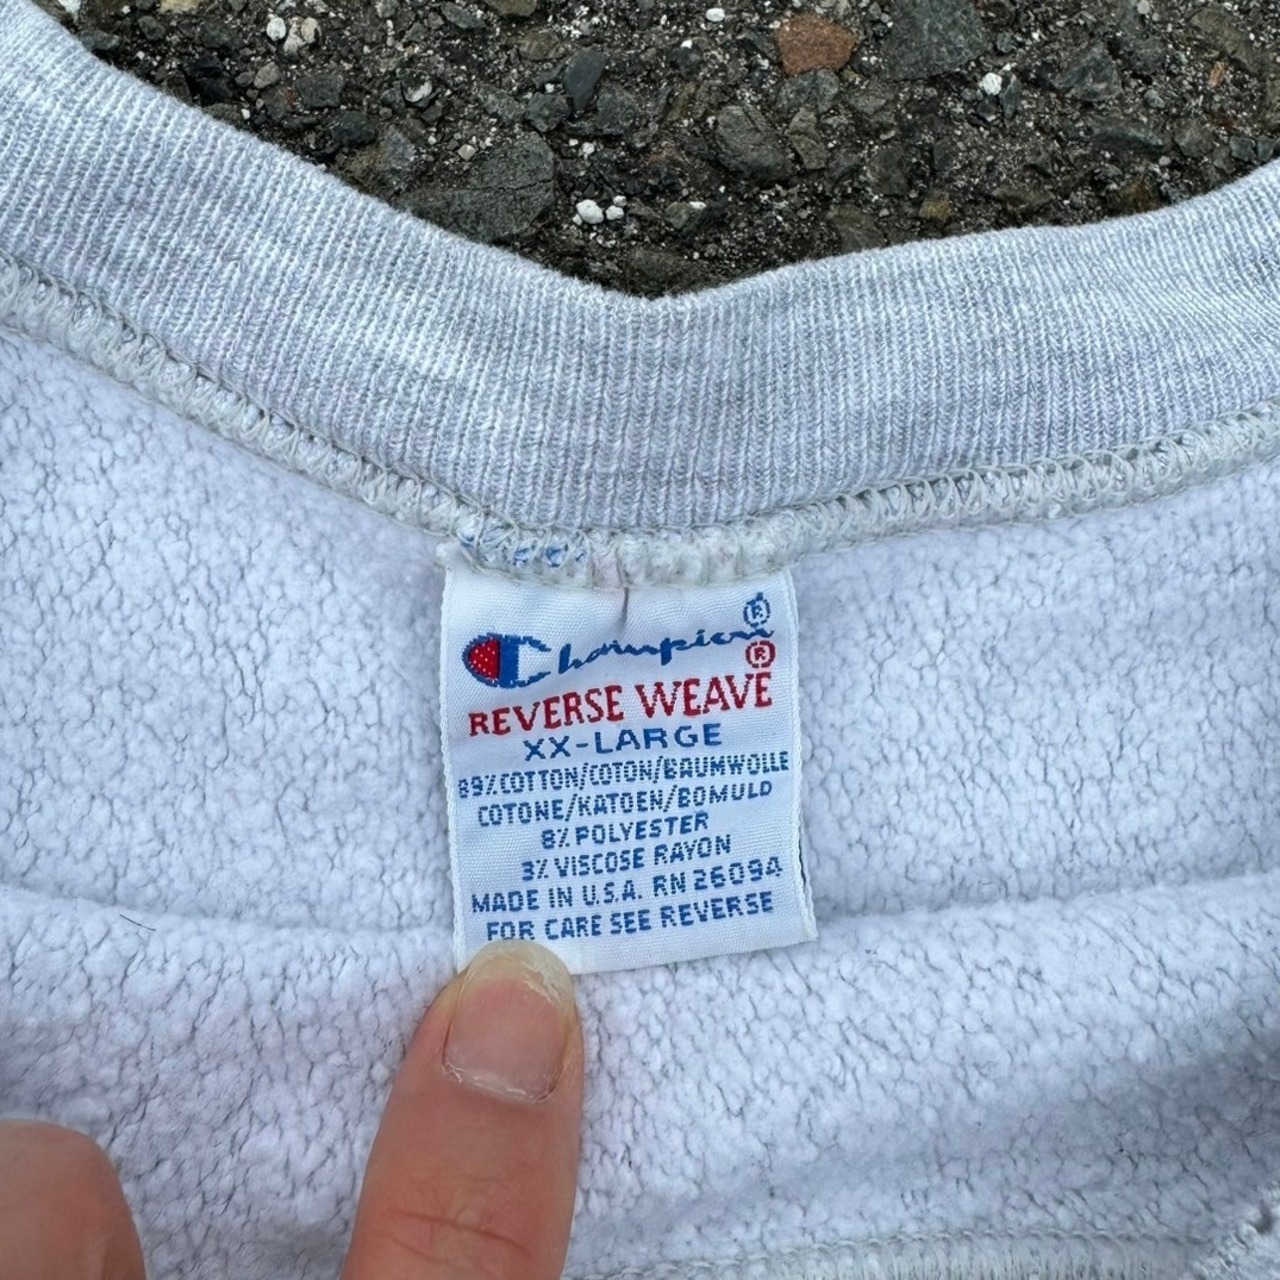 Champion®
REVERSE WEAVE®
XX-LARGE
89% COTTON/COTON/BAUMWOLLE
COTONE/KATOEN/BOMULD
8% POLYESTER
3% VISCOSE RAYON
MADE IN U.S.A. RN 26094
FOR CARE SEE REVERSE